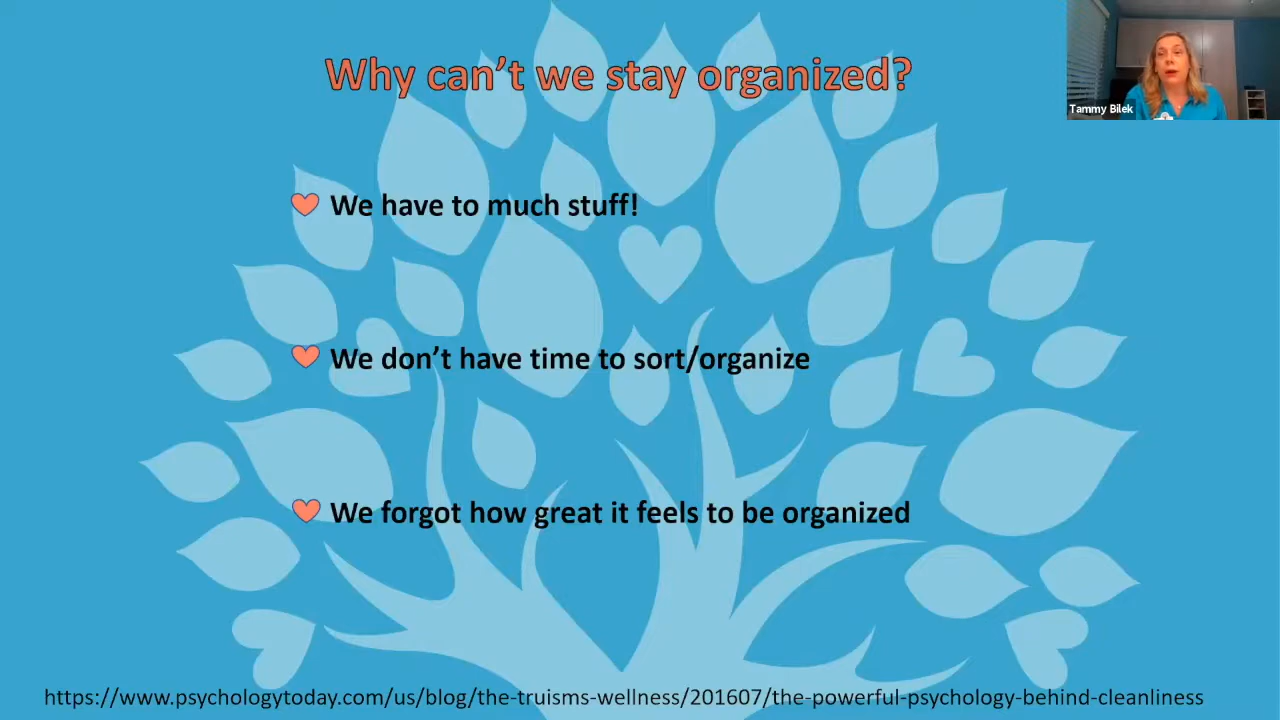 Why can't we stay organized?
Tammy Bilek
We have to much stuff!
We don't have time to sort/organize
We forgot how great it feels to be organized
https://www.psychologytoday.com/us/blog/the-truisms-wellness/201607/the-powerful-psychology-behind-cleanliness